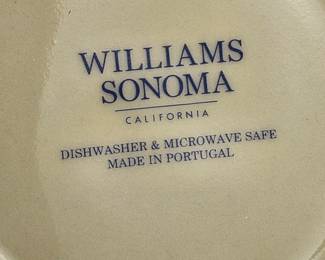 WILLIAMS
SONOMA
CALIFORNIA
DISHWASHER & MICROWAVE SAFE
MADE IN PORTUGAL